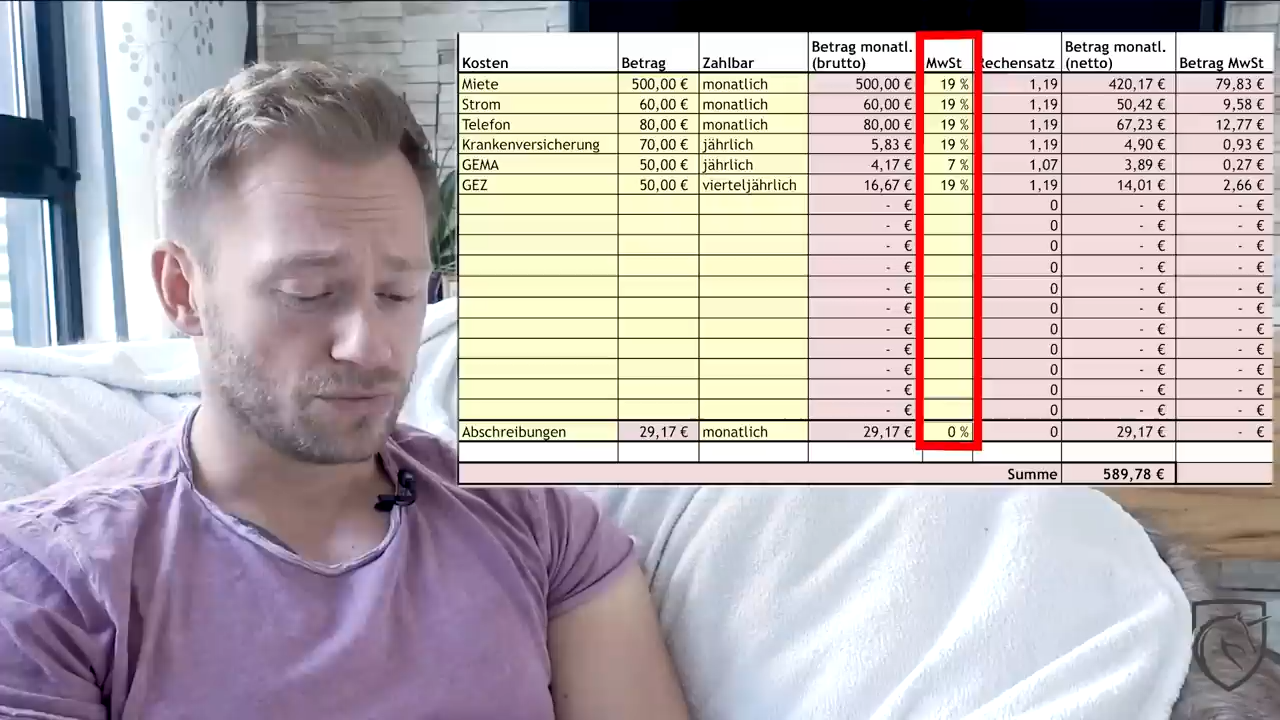 Kosten Betrag Zahlbar Betrag monatl. (brutto) MwSt Rechensatz Betrag monatl. (netto) Betrag MwSt
Miete 500,00 € monatlich 500,00 € 19 % 1,19 420,17 € 79,83 €
Strom 60,00 € monatlich 60,00 € 19 % 1,19 50,42 € 9,58 €
Telefon 80,00 € monatlich 80,00 € 19 % 1,19 67,23 € 12,77 €
Krankenversicherung 70,00 € jährlich 5,83 € 19 % 1,19 4,90 € 0,93 €
GEMA 50,00 € jährlich 4,17 € 7 % 1,07 3,89 € 0,27 €
GEZ 50,00 € vierteljährlich 16,67 € 19 % 1,19 14,01 € 2,66 €
- € 0 - € - €
- € 0 - € - €
- € 0 - € - €
- € 0 - € - €
- € 0 - € - €
- € 0 - € - €
- € 0 - € - €
- € 0 - € - €
- € 0 - € - €
- € 0 - € - €
- € 0 - € - €
Abschreibungen 29,17 € monatlich 29,17 € 0 % 0 29,17 € - €
Summe 589,78 €